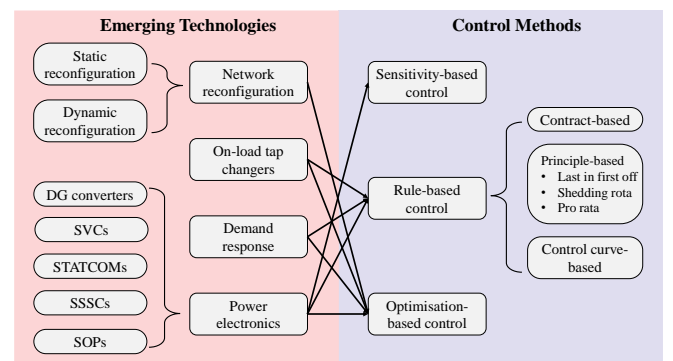 Emerging Technologies
Static
reconfiguration
Dynamic
reconfiguration
Network
reconfiguration
On-load tap
changers
DG converters
SVCs
STATCOMs
SSSCs
SOPs
Demand
response
Power
electronics
Control Methods
Sensitivity-based
control
Rule-based
control
Optimisation-
based control
Contract-based
Principle-based
• Last in first off
• Shedding rota
• Pro rata
Control curve-
based